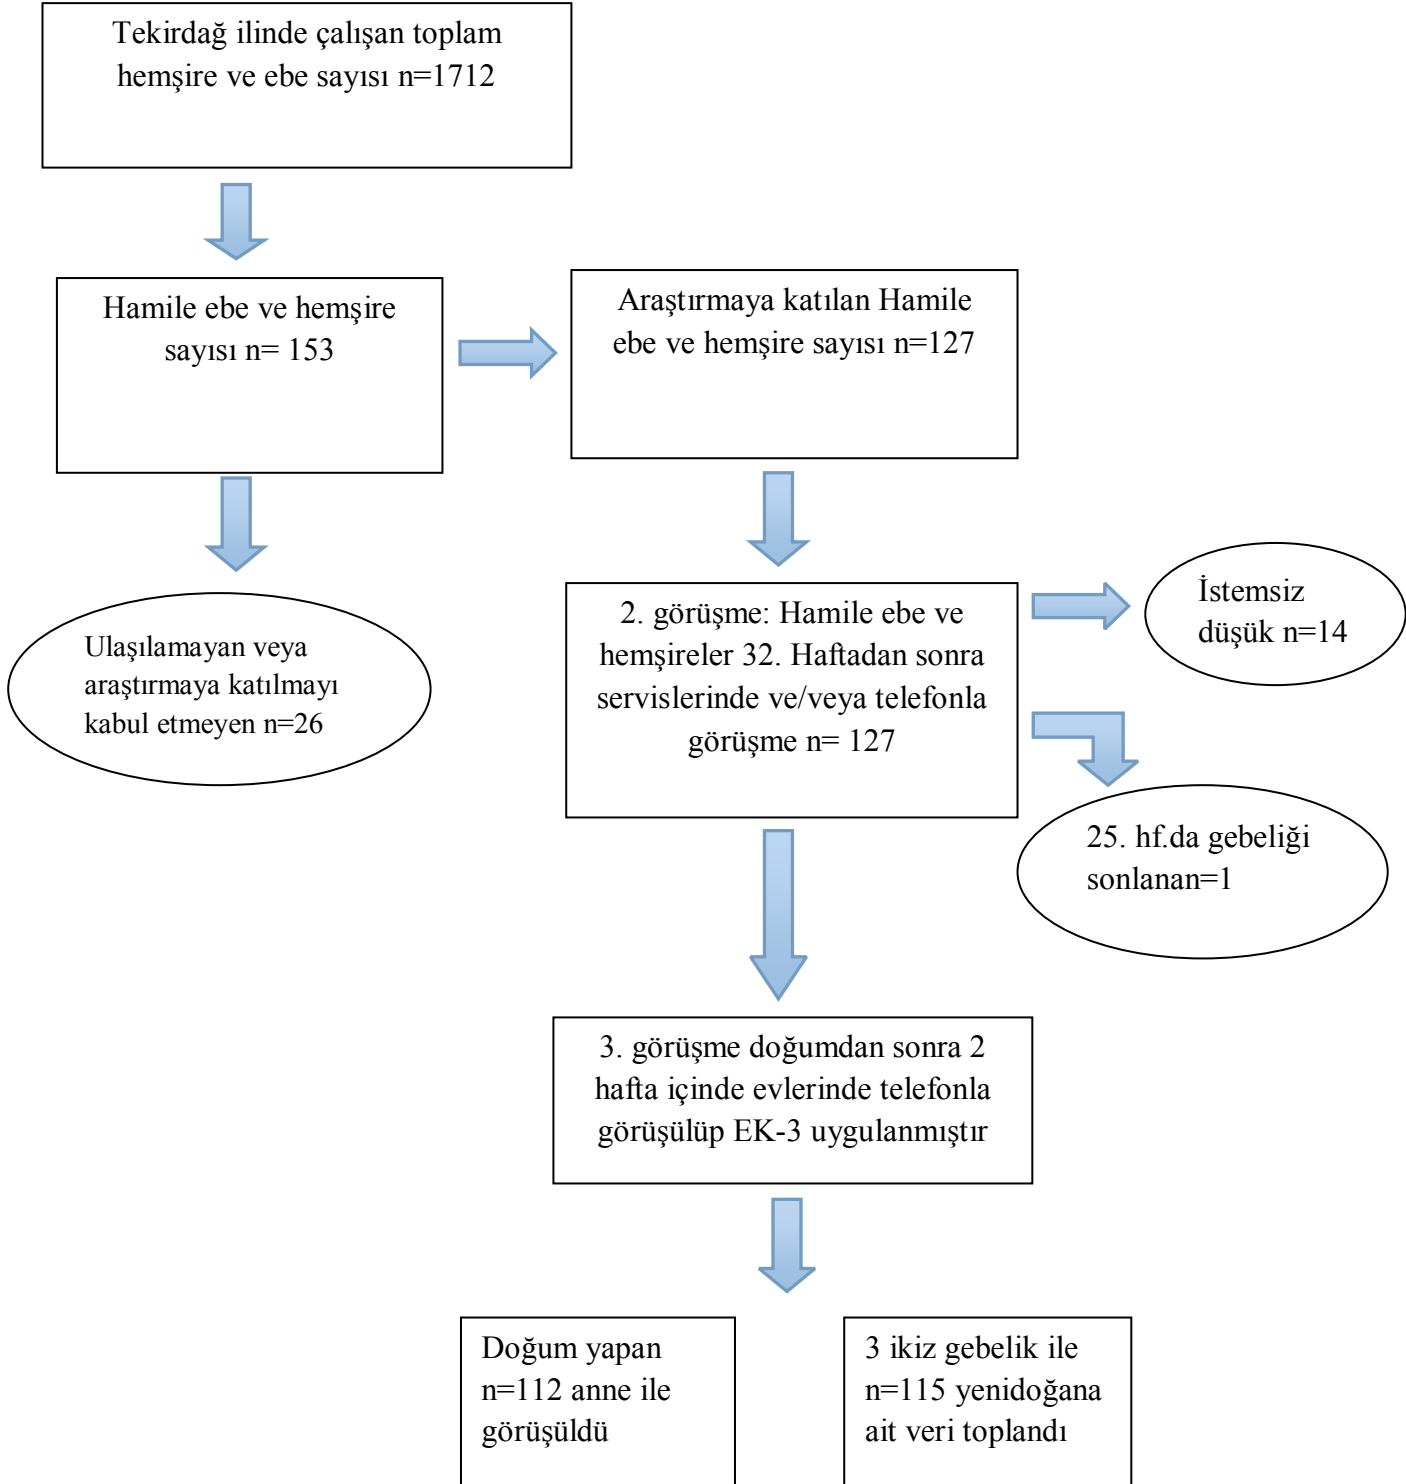 Tekirdağ ilinde çalışan toplam
hemşire ve ebe sayısı n=1712
Hamile ebe ve hemşire
sayısı n= 153
Araştırmaya katılan Hamile
ebe ve hemşire sayısı n=127
Ulaşılamayan veya
araştırmaya katılmayı
kabul etmeyen n=26
2. görüşme: Hamile ebe ve
hemşireler 32. Haftadan sonra
servislerinde ve/veya telefonla
görüşme n= 127
İstemsiz
düşük n=14
25. hf.da gebeliği
sonlanan=1
3. görüşme doğumdan sonra 2
hafta içinde evlerinde telefonla
görüşülüp EK-3 uygulanmıştır
Doğum yapan
n=112 anne ile
görüşüldü
3 ikiz gebelik ile
n=115 yenidoğana
ait veri toplandı